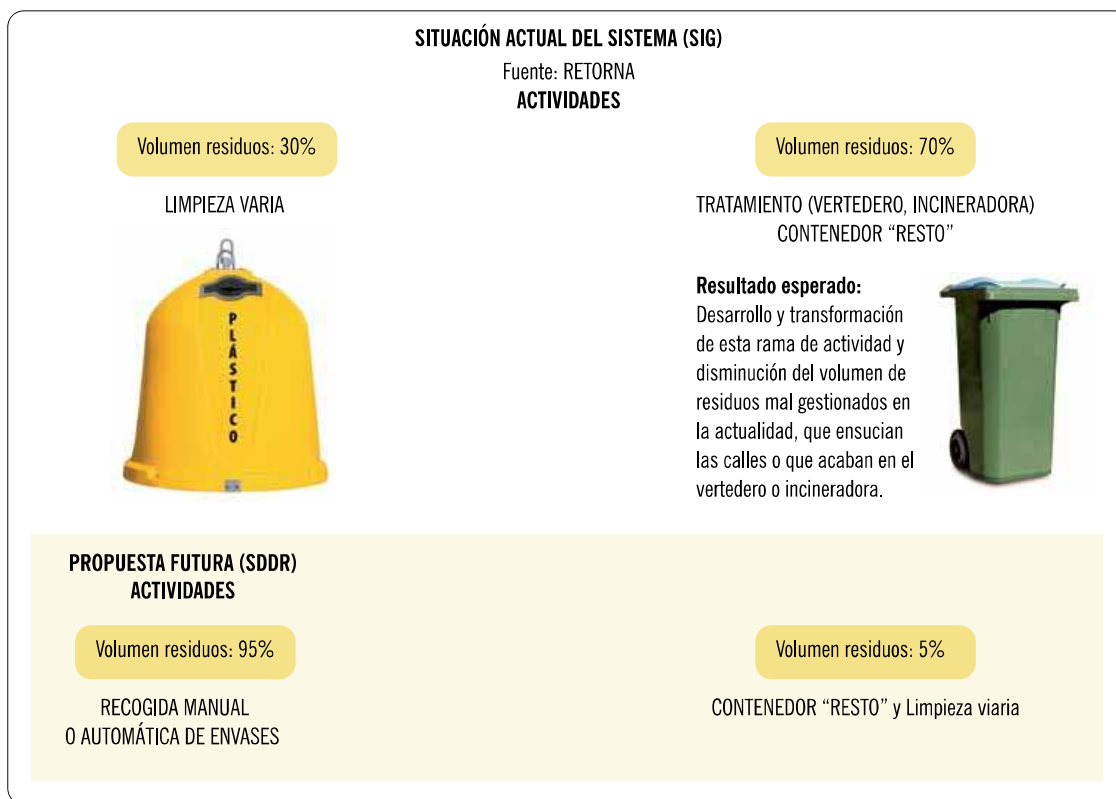 SITUACIÓN ACTUAL DEL SISTEMA (SIG)
Fuente: RETORNA
ACTIVIDADES
Volumen residuos: 30%
LIMPIEZA VARIA
PLÁSTICO
Volumen residuos: 70%
TRATAMIENTO (VERTEDERO, INCINERADORA)
CONTENEDOR “RESTO”
Resultado esperado:
Desarrollo y transformación
de esta rama de actividad y
disminución del volumen de
residuos mal gestionados en
la actualidad, que ensucian
las calles o que acaban en el
vertedero o incineradora.
PROPUESTA FUTURA (SDDR)
ACTIVIDADES
Volumen residuos: 95%
RECOGIDA MANUAL
O AUTOMÁTICA DE ENVASES
Volumen residuos: 5%
CONTENEDOR “RESTO” y Limpieza viaria